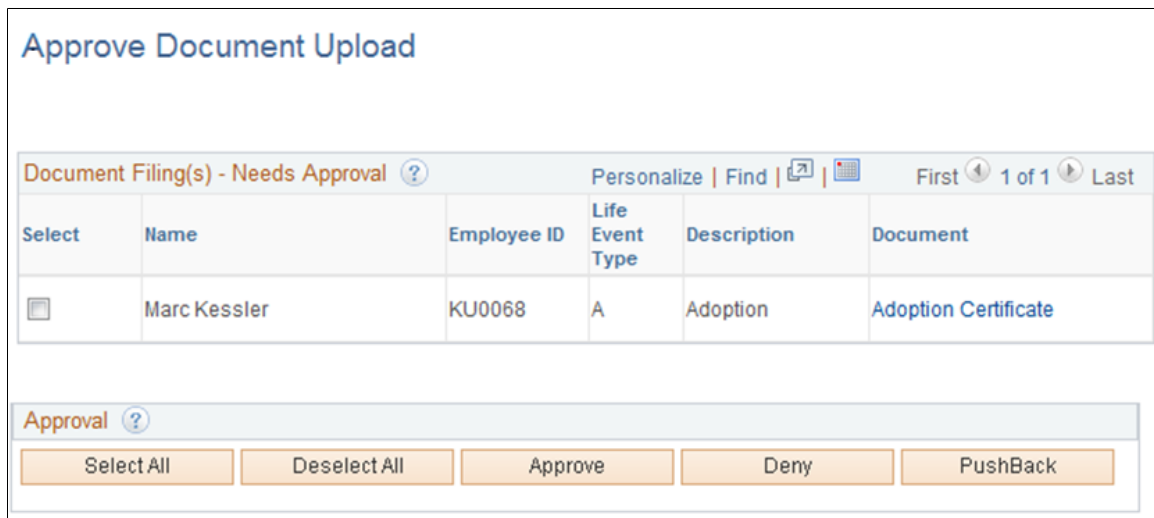 Approve Document Upload
Document Filing(s) - Needs Approval ? Personalize | Find | | First 1 of 1 Last
Select Name Employee ID Life Event Type Description Document
Marc Kessler KU0068 A Adoption Adoption Certificate
Approval ?
Select All Deselect All Approve Deny PushBack